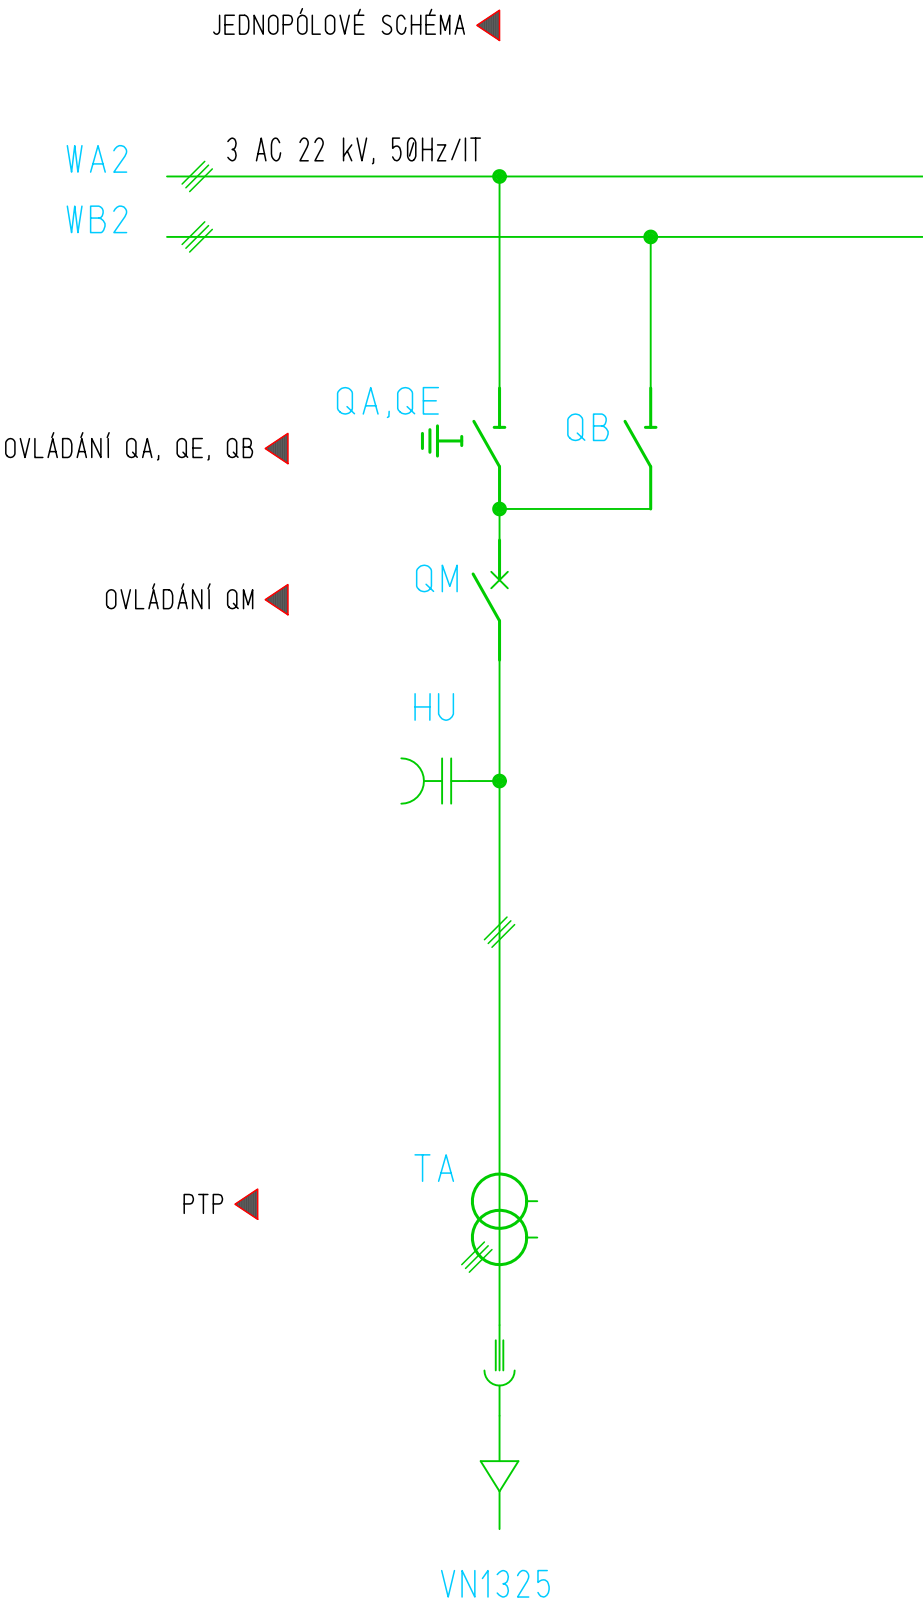 JEDNOPÓLOVÉ SCHÉMA
3 AC 22 kV, 50Hz/IT
WA2
WB2
QA,QE
QB
OVLÁDÁNÍ QA, QE, QB
QM
OVLÁDÁNÍ QM
HU
TA
PTP
VN1325